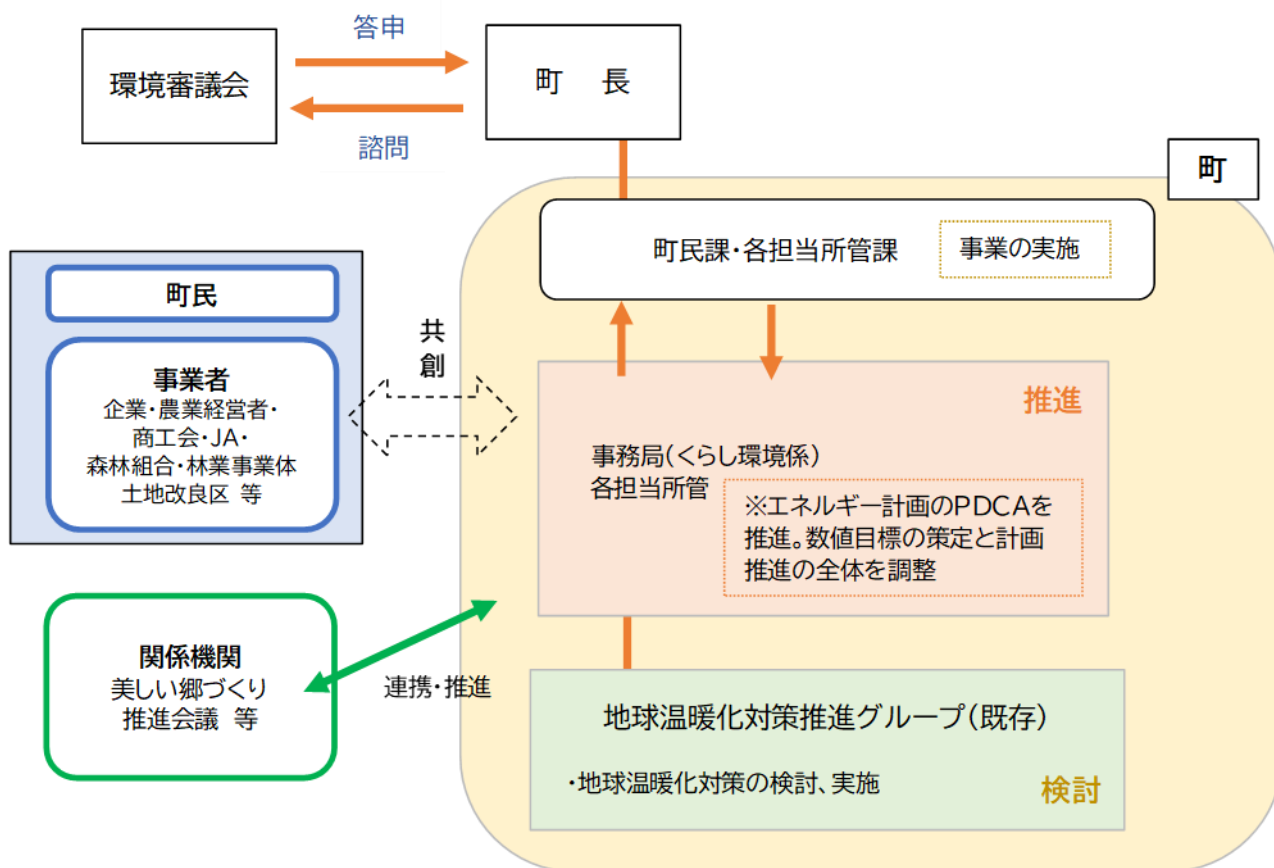 答申
環境審議会
町　長
諮問
町
町民課・各担当所管課
事業の実施
町民
事業者
企業・農業経営者・
商工会・JA・
森林組合・林業事業体
土地改良区 等
共
創
推進
事務局(くらし環境係)
各担当所管
※エネルギー計画のPDCAを
推進。数値目標の策定と計画
推進の全体を調整
関係機関
美しい郷づくり
推進会議 等
連携・推進
地球温暖化対策推進グループ(既存)
・地球温暖化対策の検討、実施
検討